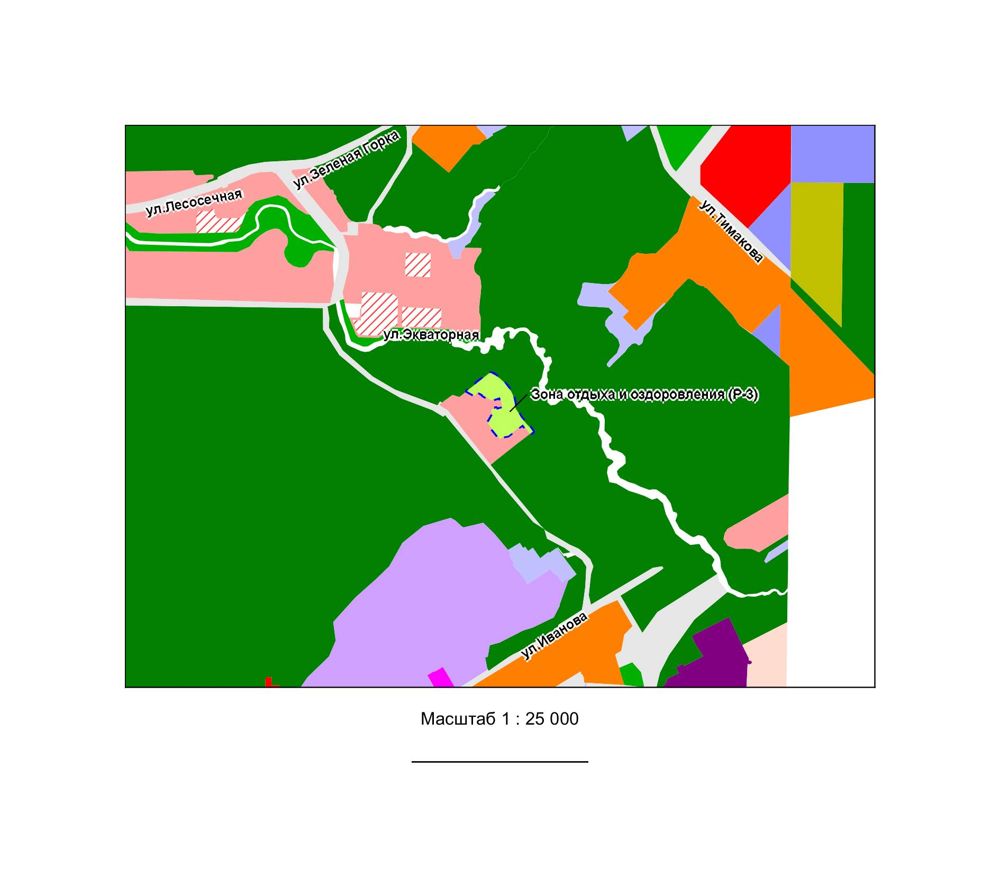 ул.Зеленая Горка
ул.Лесосечная
ул.Тимакова
ул.Экваторная
Зона отдыха и оздоровления (Р-3)
ул.Иванова
Масштаб 1 : 25 000